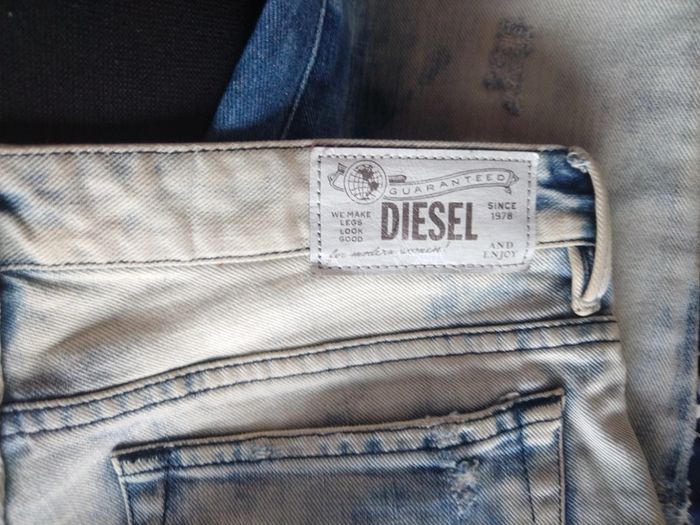 GUARANTEED
WE MAKE
LEGS
LOOK
GOOD
DIESEL
SINCE
1978
for modern women!
AND
ENJOY